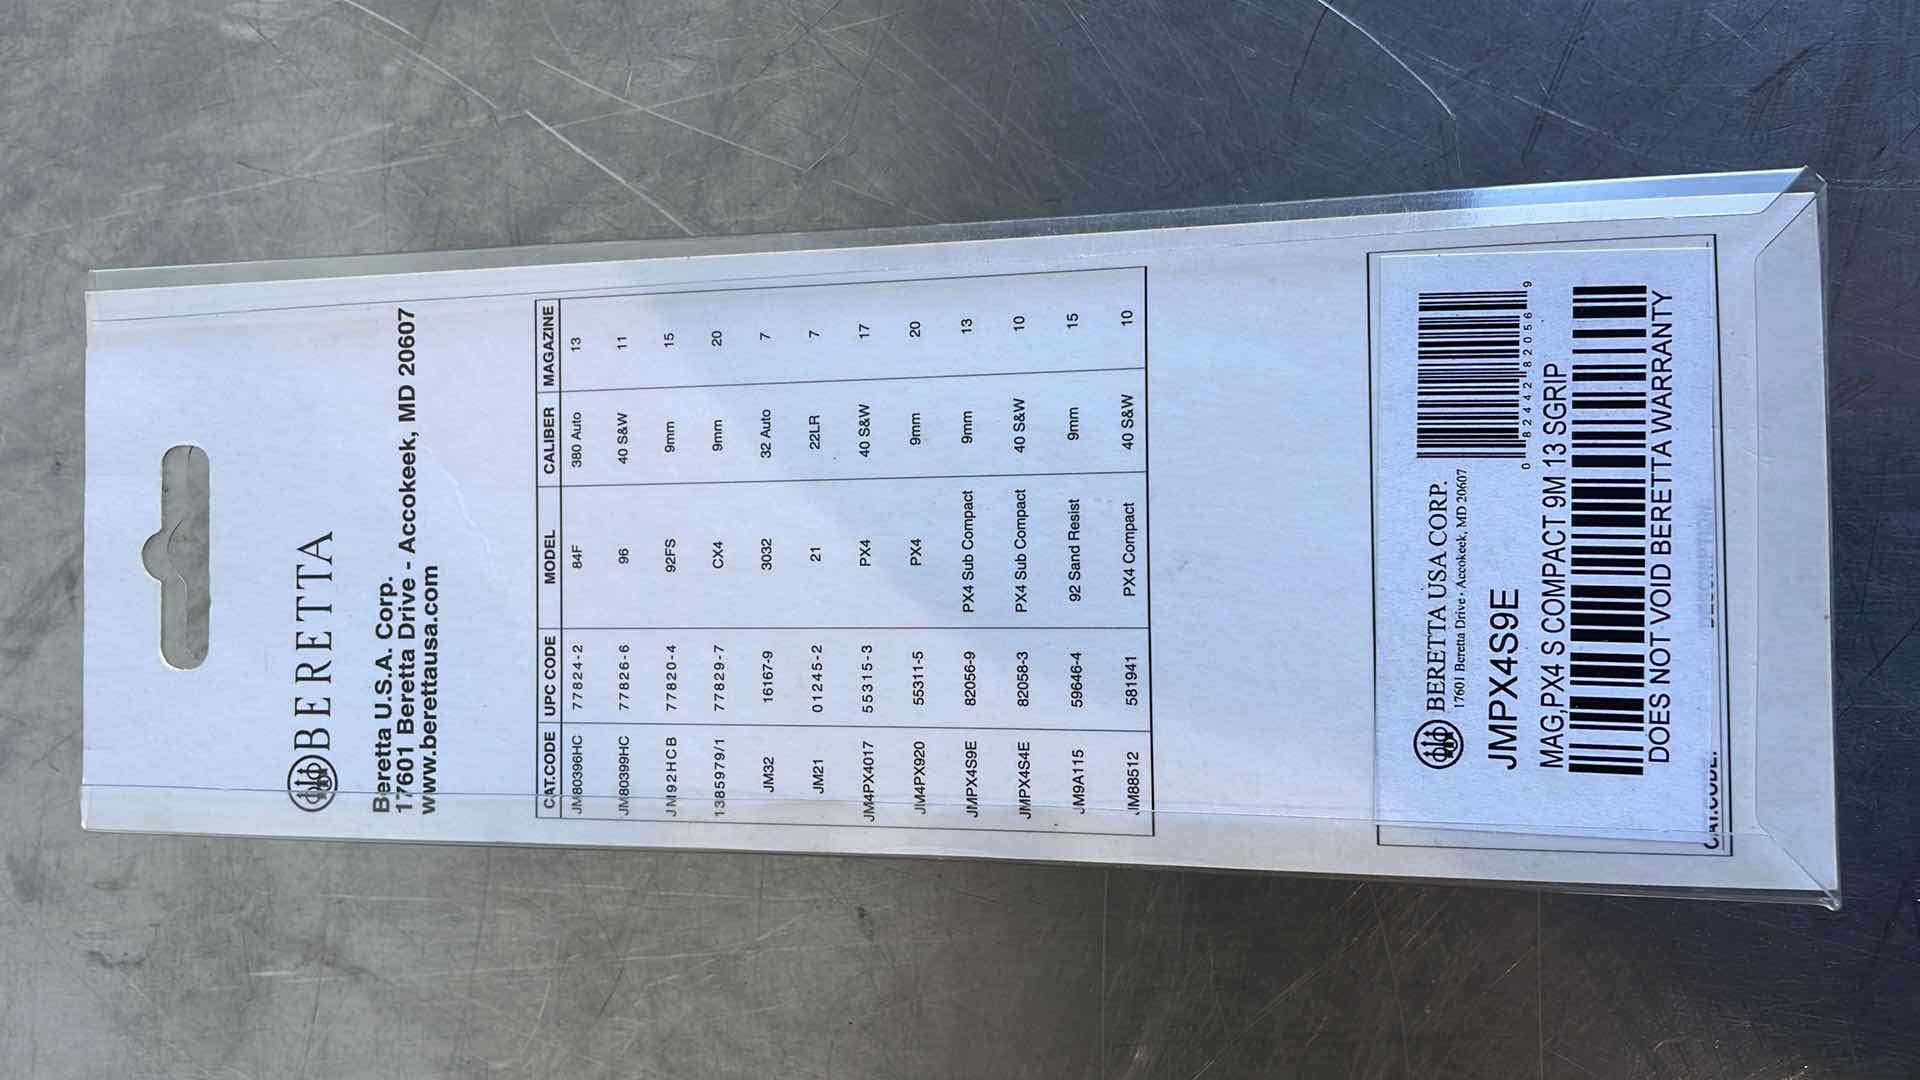 BERETTA
Beretta U.S.A. Corp.
17601 Beretta Drive - Accokeek, MD 20607
www.berettausa.com
CAT.CODE UPC CODE MODEL CALIBER MAGAZINE
JM80396HC 77824-2 84F 380 Auto 13
JM80399HC 77826-6 96 40 S&W 11
JM92HCB 77820-4 92FS 9mm 15
1385979/1 77829-7 CX4 9mm 20
JM32 16167-9 3032 32 Auto 7
JM21 01245-2 21 22LR 7
JM4PX4017 55315-3 PX4 40 S&W 17
JM4PX920 55311-5 PX4 9mm 20
JMPX4S9E 82056-9 PX4 Sub Compact 9mm 13
JMPX4S4E 82058-3 PX4 Sub Compact 40 S&W 10
JM9A115 59646-4 92 Sand Resist 9mm 15
JM88512 581941 PX4 Compact 40 S&W 10
BERETTA USA CORP.
17601 Beretta Drive · Accokeek, MD 20607
0 82442 82056 9
JMPX4S9E
MAG,PX4 S COMPACT 9M 13 SGRIP
DOES NOT VOID BERETTA WARRANTY
CAT.CODE: